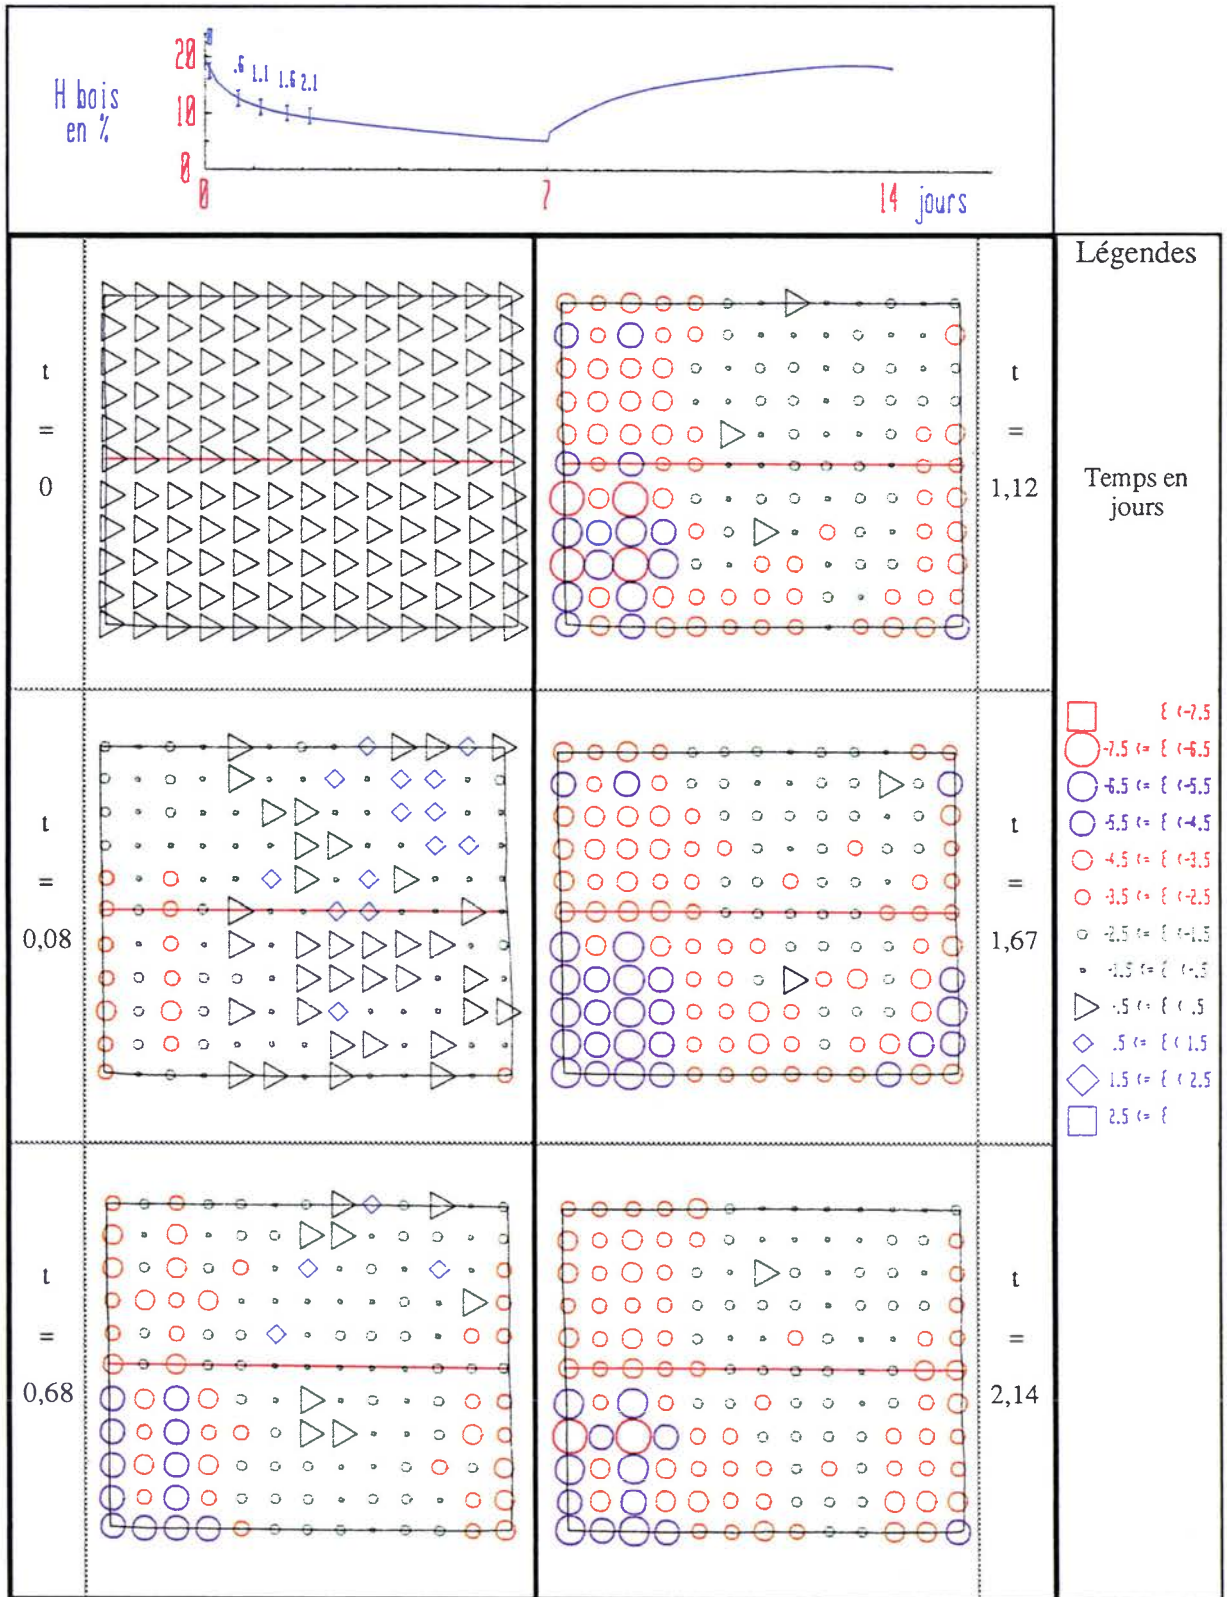 H bois
en %
20
10
0
.6 1.1 1.6 2.1
0 7 14 jours
t
=
0
t
=
1,12
Légendes
Temps en
jours
t
=
0,08
t
=
1,67
ε <-7.5
-7.5 <= ε <-6.5
-6.5 <= ε <-5.5
-5.5 <= ε <-4.5
-4.5 <= ε <-3.5
-3.5 <= ε <-2.5
-2.5 <= ε <-1.5
-1.5 <= ε <-.5
-.5 <= ε < .5
.5 <= ε < 1.5
1.5 <= ε < 2.5
2.5 <= ε
t
=
0,68
t
=
2,14